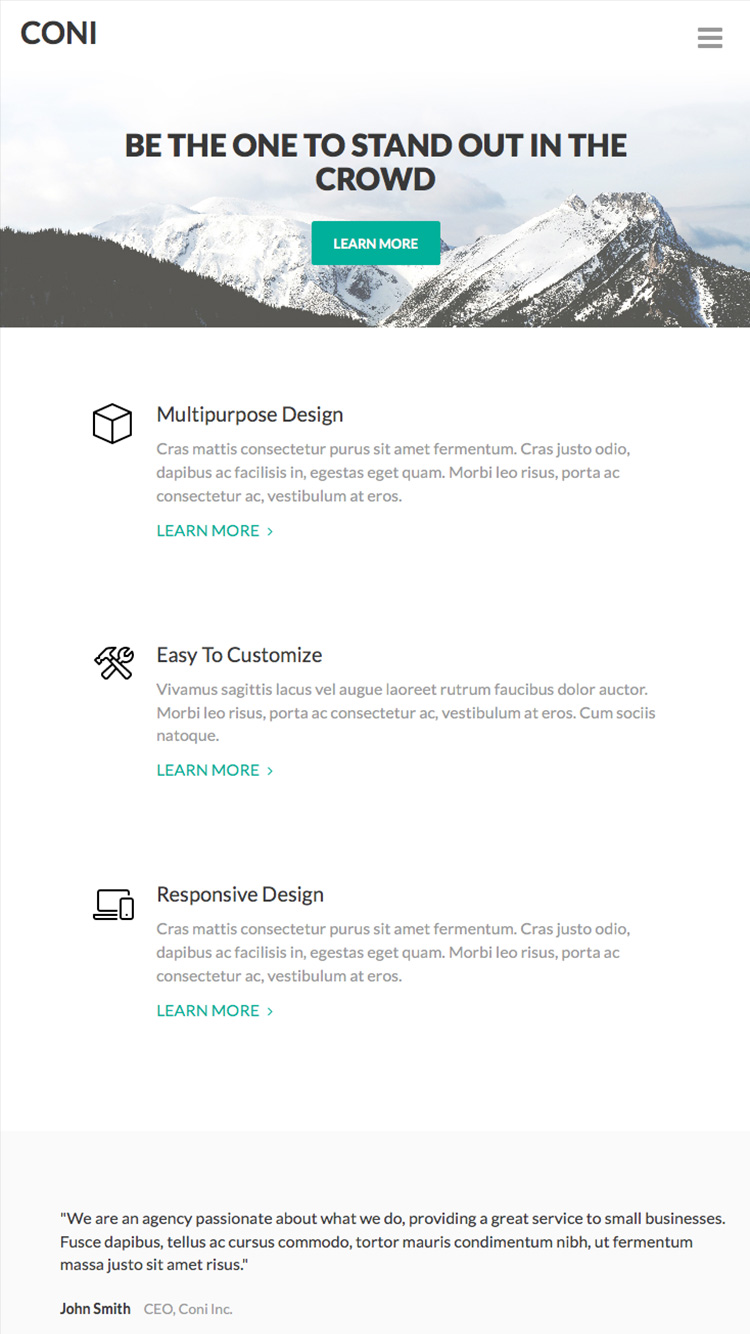 CONI
BE THE ONE TO STAND OUT IN THE
CROWD
LEARN MORE
Multipurpose Design
Cras mattis consectetur purus sit amet fermentum. Cras justo odio,
dapibus ac facilisis in, egestas eget quam. Morbi leo risus, porta ac
consectetur ac, vestibulum at eros.
LEARN MORE >
Easy To Customize
Vivamus sagittis lacus vel augue laoreet rutrum faucibus dolor auctor.
Morbi leo risus, porta ac consectetur ac, vestibulum at eros. Cum sociis
natoque.
LEARN MORE >
Responsive Design
Cras mattis consectetur purus sit amet fermentum. Cras justo odio,
dapibus ac facilisis in, egestas eget quam. Morbi leo risus, porta ac
consectetur ac, vestibulum at eros.
LEARN MORE >
"We are an agency passionate about what we do, providing a great service to small businesses.
Fusce dapibus, tellus ac cursus commodo, tortor mauris condimentum nibh, ut fermentum
massa justo sit amet risus."
John Smith CEO, Coni Inc.